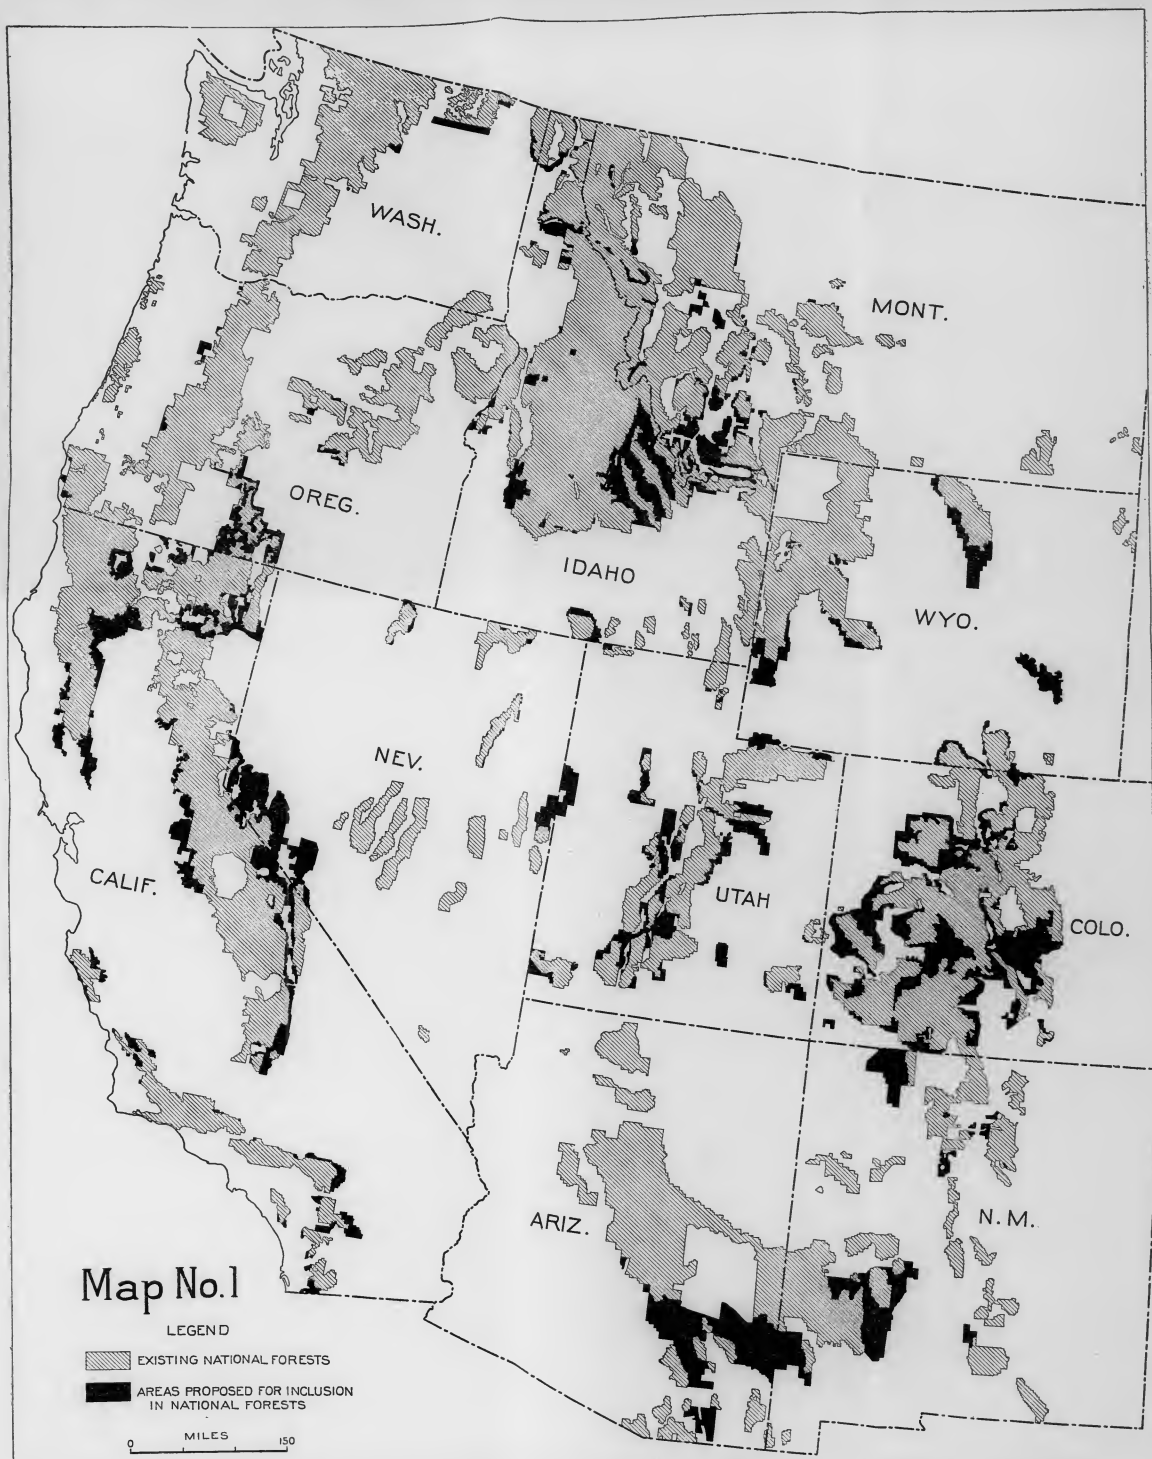 WASH.
MONT.
OREG.
IDAHO
WYO.
NEV.
CALIF.
UTAH
COLO.
ARIZ.
N. M.
Map No.1
LEGEND
EXISTING NATIONAL FORESTS
AREAS PROPOSED FOR INCLUSION
IN NATIONAL FORESTS
MILES
0 150